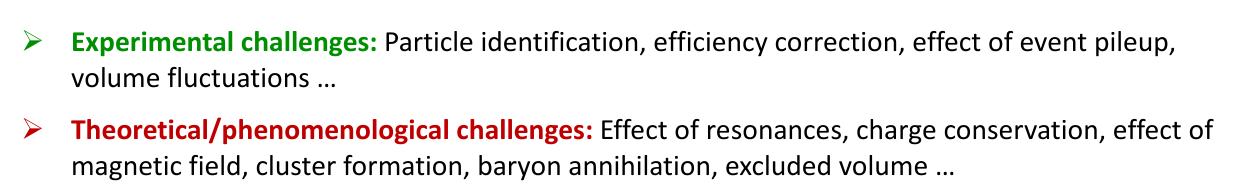 ➢ Experimental challenges: Particle identification, efficiency correction, effect of event pileup,
volume fluctuations …
➢ Theoretical/phenomenological challenges: Effect of resonances, charge conservation, effect of
magnetic field, cluster formation, baryon annihilation, excluded volume …